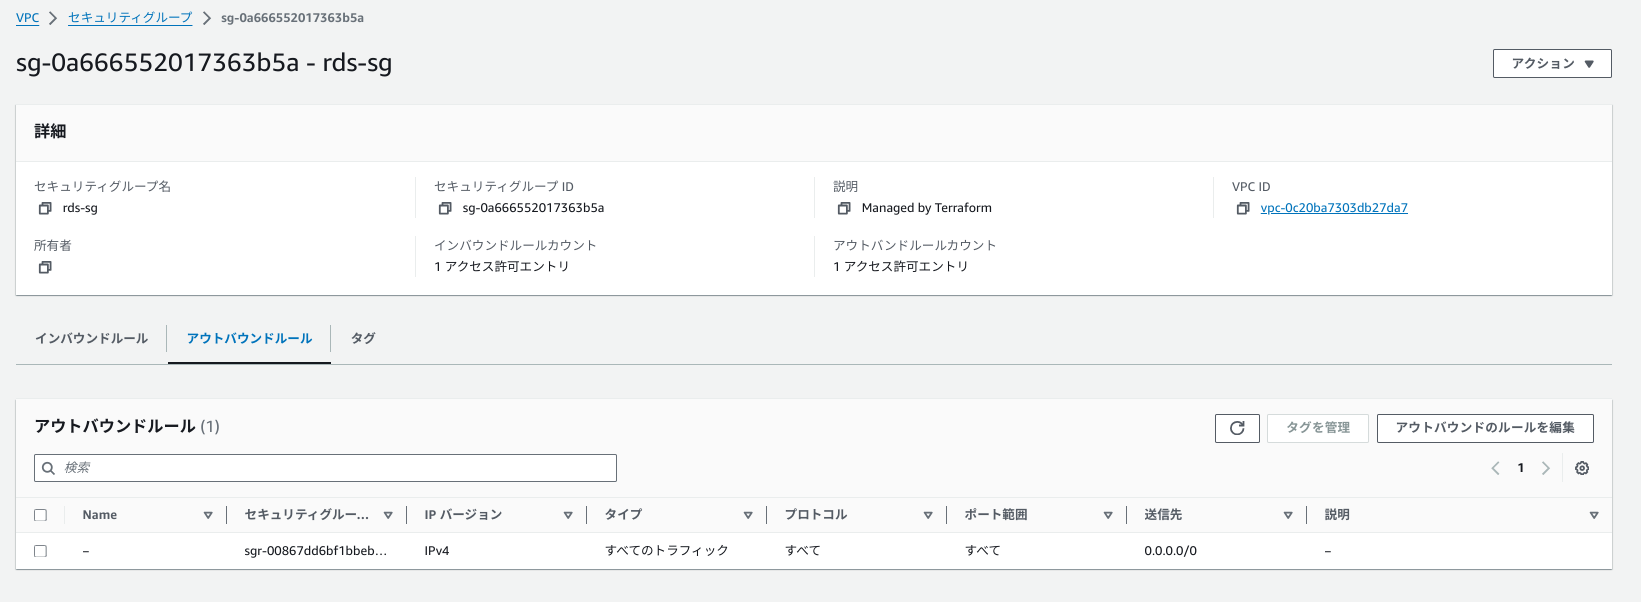 VPC > セキュリティグループ > sg-0a666552017363b5a
sg-0a666552017363b5a - rds-sg
アクション ▼
詳細
セキュリティグループ名
rds-sg
セキュリティグループ ID
sg-0a666552017363b5a
説明
Managed by Terraform
VPC ID
vpc-0c20ba7303db27da7
所有者
インバウンドルールカウント
1 アクセス許可エントリ
アウトバンドルールカウント
1 アクセス許可エントリ
インバウンドルール アウトバウンドルール タグ
アウトバウンドルール (1)
タグを管理 アウトバウンドのルールを編集
検索
1
Name セキュリティグルー... IP バージョン タイプ プロトコル ポート範囲 送信先 説明
– sgr-00867dd6bf1bbeb... IPv4 すべてのトラフィック すべて すべて 0.0.0.0/0 –